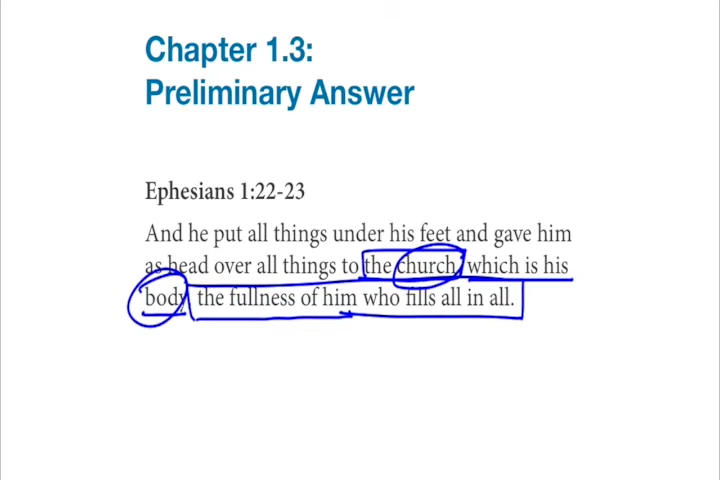 Chapter 1.3:
Preliminary Answer
Ephesians 1:22-23
And he put all things under his feet and gave him
as head over all things to the church, which is his
body, the fullness of him who fills all in all.